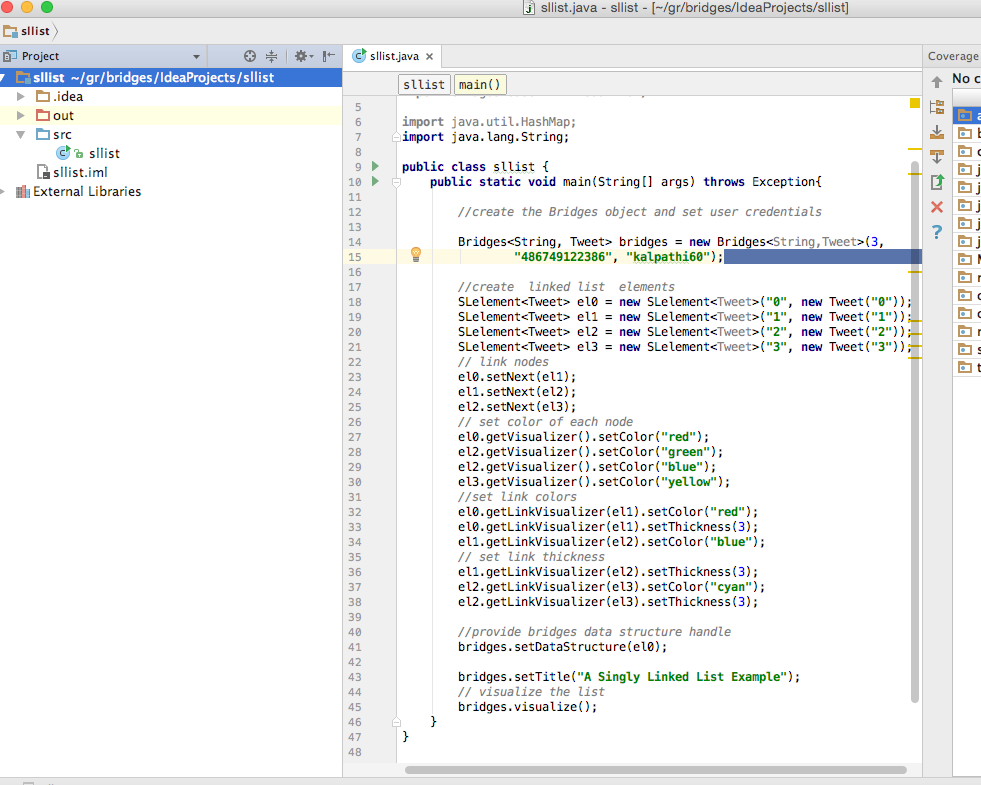 sllist.java - sllist - [~/gr/bridges/IdeaProjects/sllist]
sllist
Project
sllist ~/gr/bridges/IdeaProjects/sllist
.idea
out
src
sllist
sllist.iml
External Libraries
sllist.java
sllist main()
5
6 import java.util.HashMap;
7 import java.lang.String;
8
9 public class sllist {
10 public static void main(String[] args) throws Exception{
11
12 //create the Bridges object and set user credentials
13
14 Bridges<String, Tweet> bridges = new Bridges<String,Tweet>(3,
15 "486749122386", "kalpathi60");
16
17 //create linked list elements
18 SLelement<Tweet> el0 = new SLelement<Tweet>("0", new Tweet("0"));
19 SLelement<Tweet> el1 = new SLelement<Tweet>("1", new Tweet("1"));
20 SLelement<Tweet> el2 = new SLelement<Tweet>("2", new Tweet("2"));
21 SLelement<Tweet> el3 = new SLelement<Tweet>("3", new Tweet("3"));
22 // link nodes
23 el0.setNext(el1);
24 el1.setNext(el2);
25 el2.setNext(el3);
26 // set color of each node
27 el0.getVisualizer().setColor("red");
28 el2.getVisualizer().setColor("green");
29 el2.getVisualizer().setColor("blue");
30 el3.getVisualizer().setColor("yellow");
31 //set link colors
32 el0.getLinkVisualizer(el1).setColor("red");
33 el0.getLinkVisualizer(el1).setThickness(3);
34 el1.getLinkVisualizer(el2).setColor("blue");
35 // set link thickness
36 el1.getLinkVisualizer(el2).setThickness(3);
37 el2.getLinkVisualizer(el3).setColor("cyan");
38 el2.getLinkVisualizer(el3).setThickness(3);
39
40 //provide bridges data structure handle
41 bridges.setDataStructure(el0);
42
43 bridges.setTitle("A Singly Linked List Example");
44 // visualize the list
45 bridges.visualize();
46 }
47 }
48
Coverage
No c